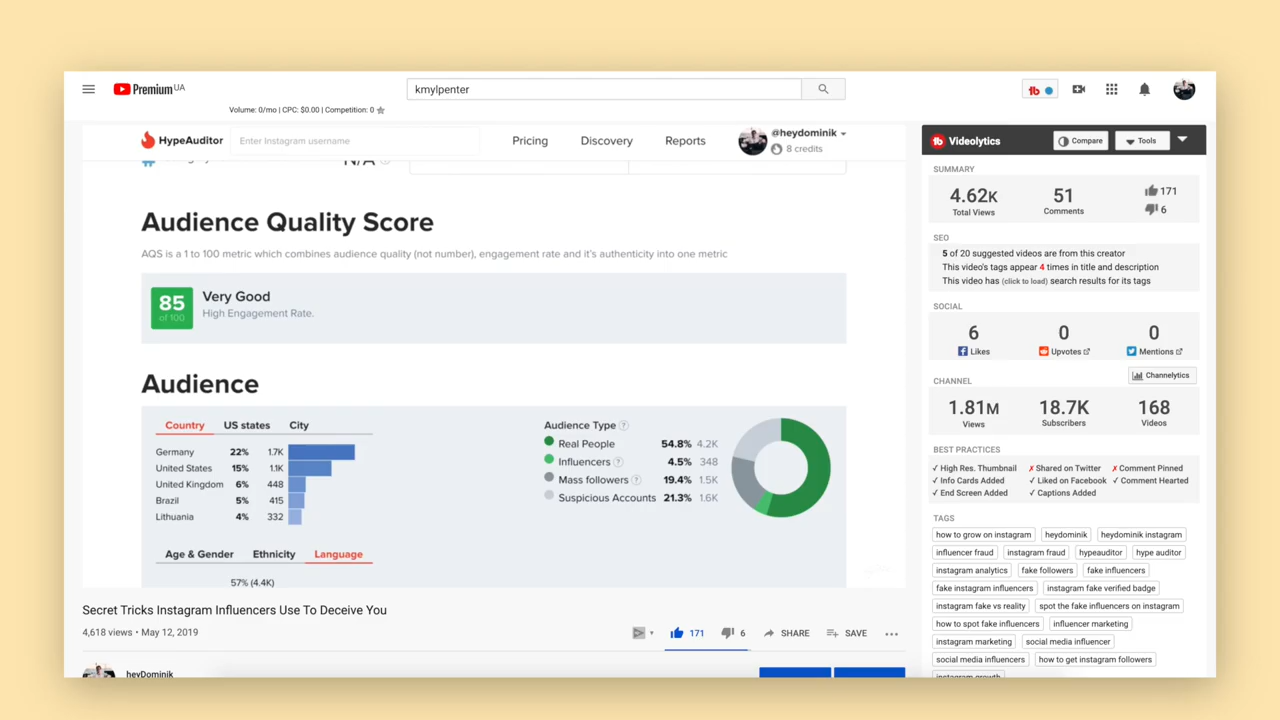 Premium UA
kmylpenter
Volume: 0/mo | CPC: $0.00 | Competition: 0
HypeAuditor
Enter Instagram username
Pricing
Discovery
Reports
@heydominik
8 credits
N/A
Audience Quality Score
AQS is a 1 to 100 metric which combines audience quality (not number), engagement rate and it's authenticity into one metric
85
of 100
Very Good
High Engagement Rate.
Audience
Country US states City
Germany 22% 1.7K
United States 15% 1.1K
United Kingdom 6% 448
Brazil 5% 415
Lithuania 4% 332
Age & Gender Ethnicity Language
57% (4.4K)
Audience Type
Real People 54.8% 4.2K
Influencers 4.5% 348
Mass followers 19.4% 1.5K
Suspicious Accounts 21.3% 1.6K
Secret Tricks Instagram Influencers Use To Deceive You
4,618 views • May 12, 2019
171 6 SHARE SAVE
heyDominik
tb
tb Videolytics Compare Tools
SUMMARY
4.62K 51 171
Total Views Comments 6
SEO
5 of 20 suggested videos are from this creator
This video's tags appear 4 times in title and description
This video has (click to load) search results for its tags
SOCIAL
6 0 0
Likes Upvotes Mentions
CHANNEL Channelytics
1.81M 18.7K 168
Views Subscribers Videos
BEST PRACTICES
✓ High Res. Thumbnail ✗ Shared on Twitter ✗ Comment Pinned
✓ Info Cards Added ✓ Liked on Facebook ✓ Comment Hearted
✓ End Screen Added ✓ Captions Added
TAGS
how to grow on instagram heydominik heydominik instagram
influencer fraud instagram fraud hypeauditor hype auditor
instagram analytics fake followers fake influencers
fake instagram influencers instagram fake verified badge
instagram fake vs reality spot the fake influencers on instagram
how to spot fake influencers influencer marketing
instagram marketing social media influencer
social media influencers how to get instagram followers
instagram growth